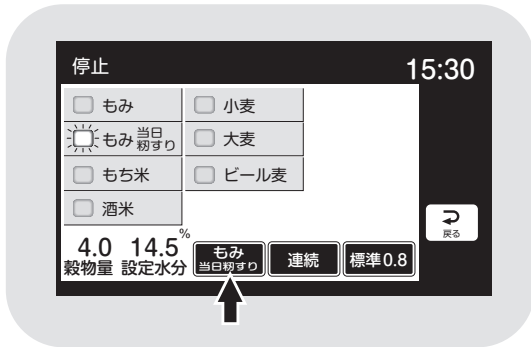 停止 15:30
もみ 小麦
もみ 当日籾すり 大麦
もち米 ビール麦
酒米
戻る
4.0 14.5% もみ 当日籾すり 連続 標準0.8
穀物量 設定水分